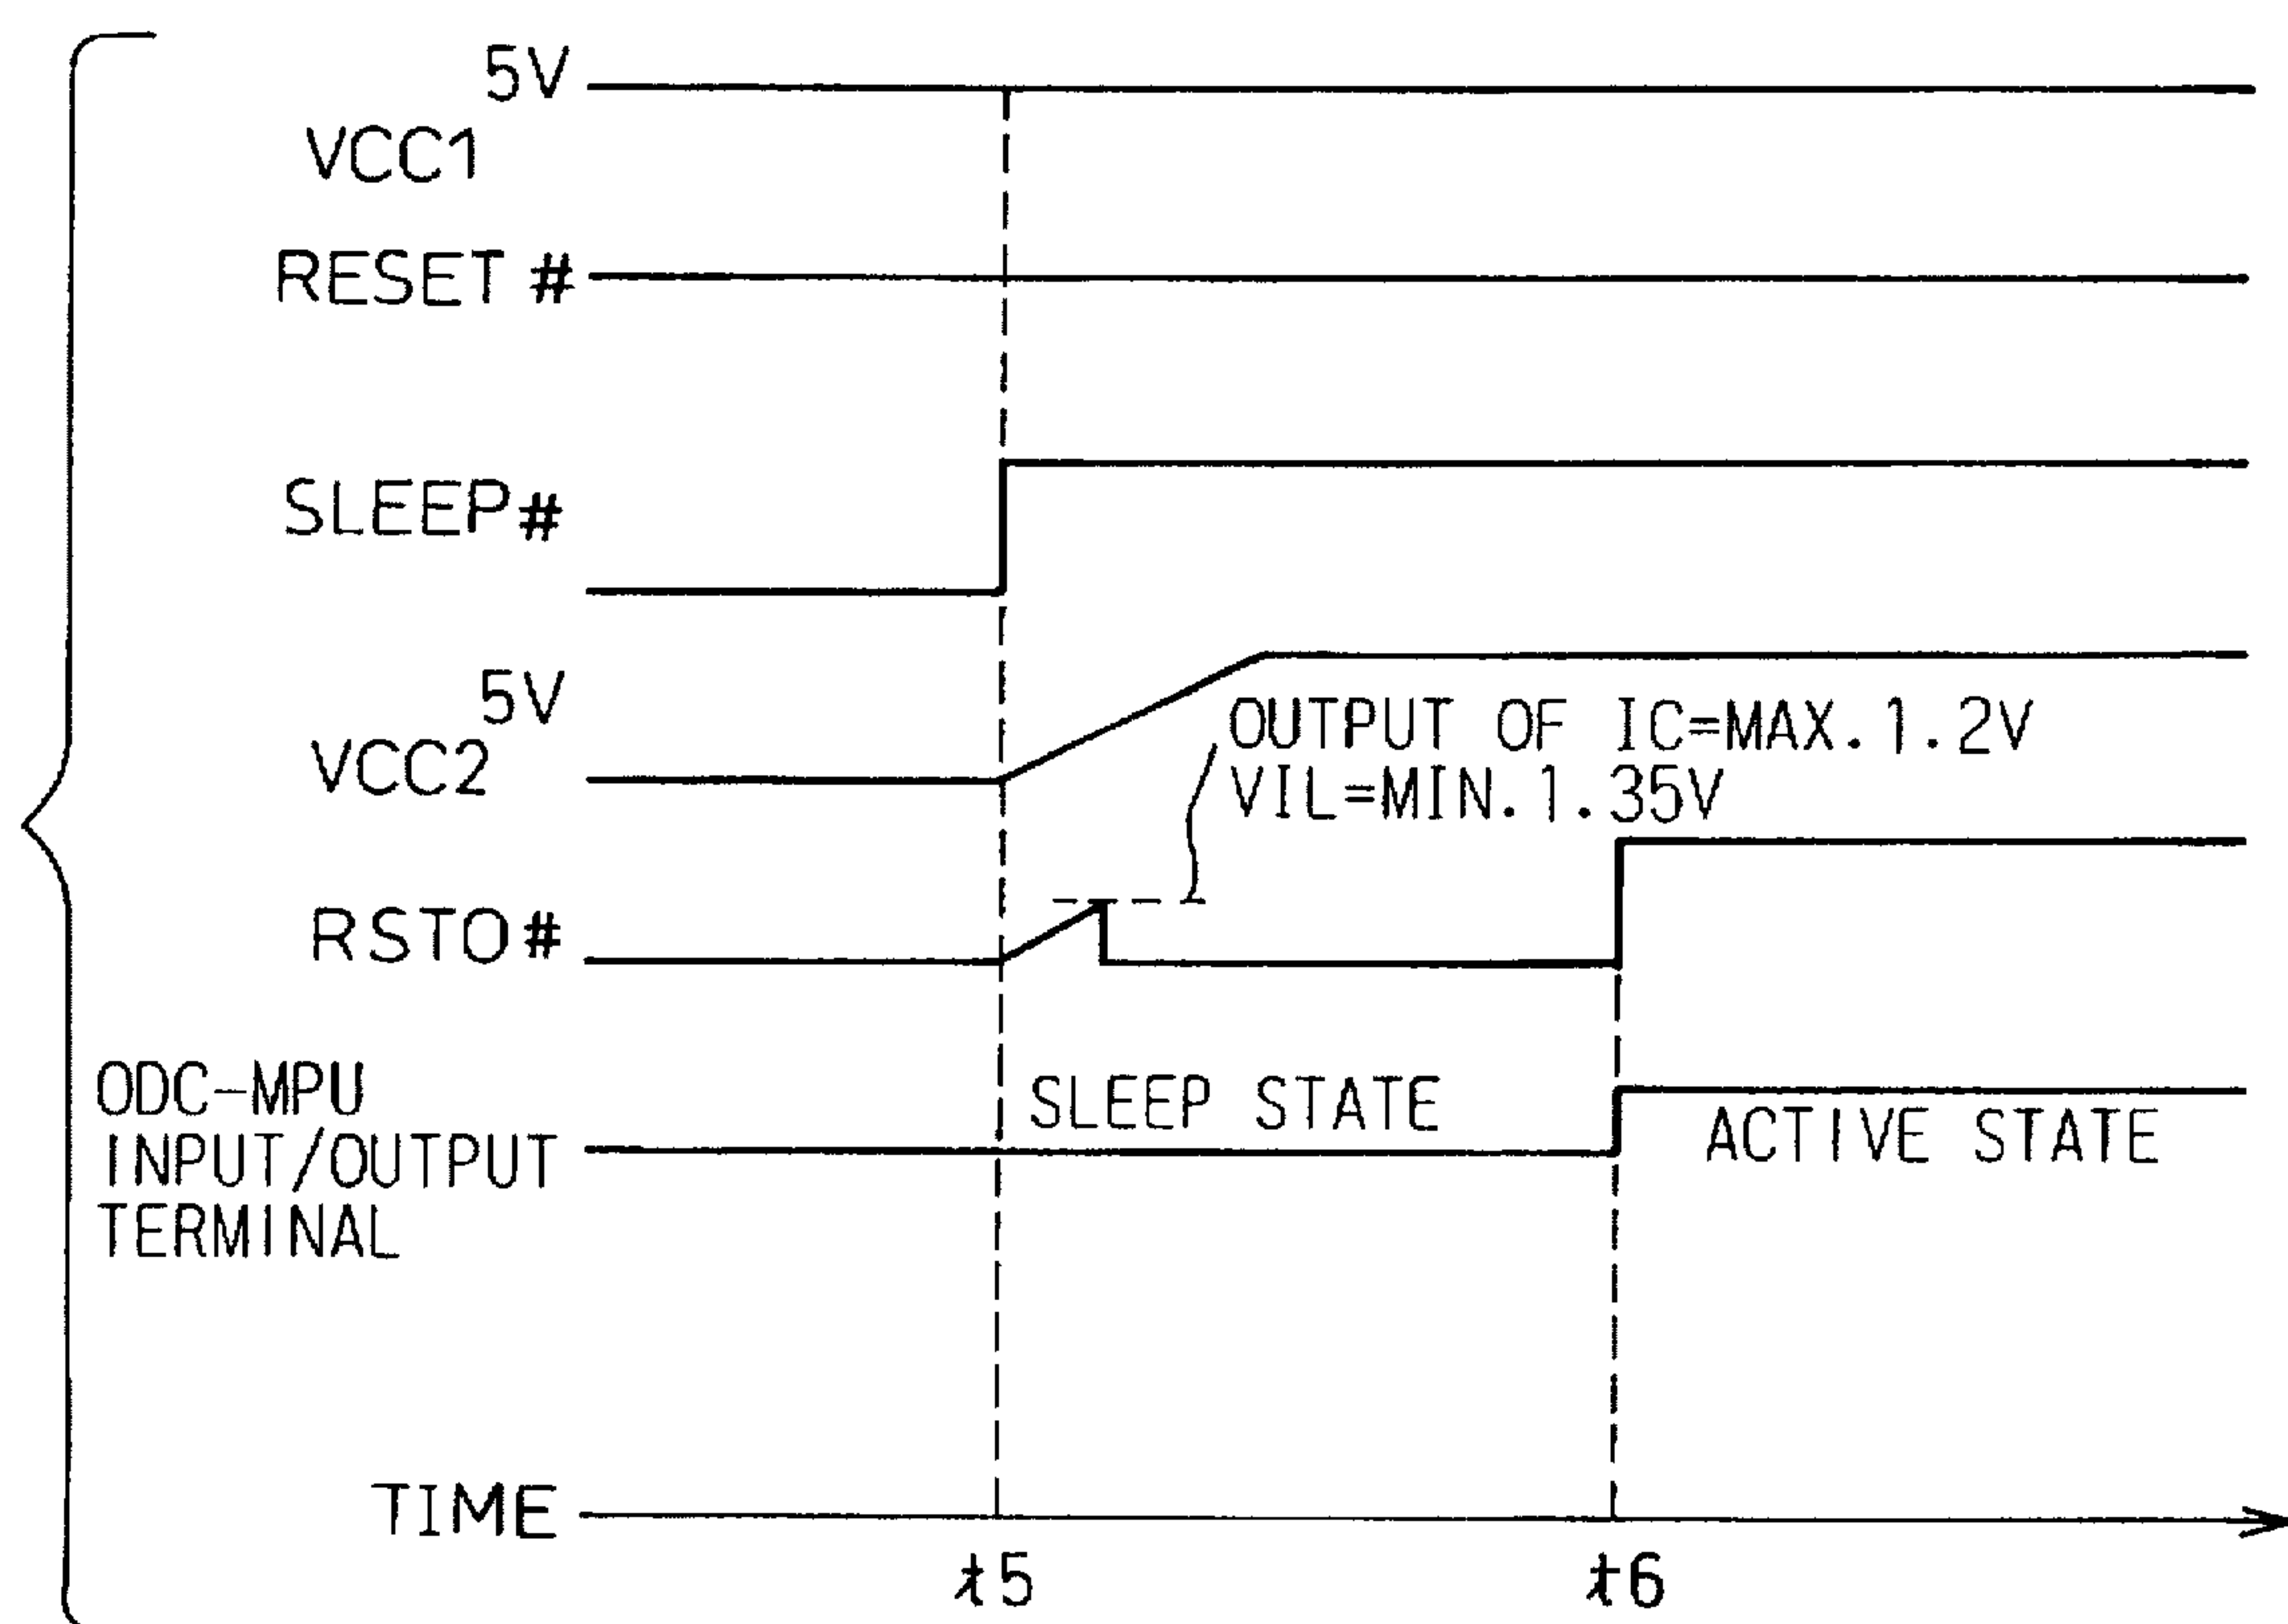 5V
VCC1
RESET #
SLEEP#
5V
VCC2
OUTPUT OF IC=MAX.1.2V
VIL=MIN.1.35V
RSTO#
ODC-MPU
INPUT/OUTPUT
TERMINAL
SLEEP STATE
ACTIVE STATE
TIME
t5
t6